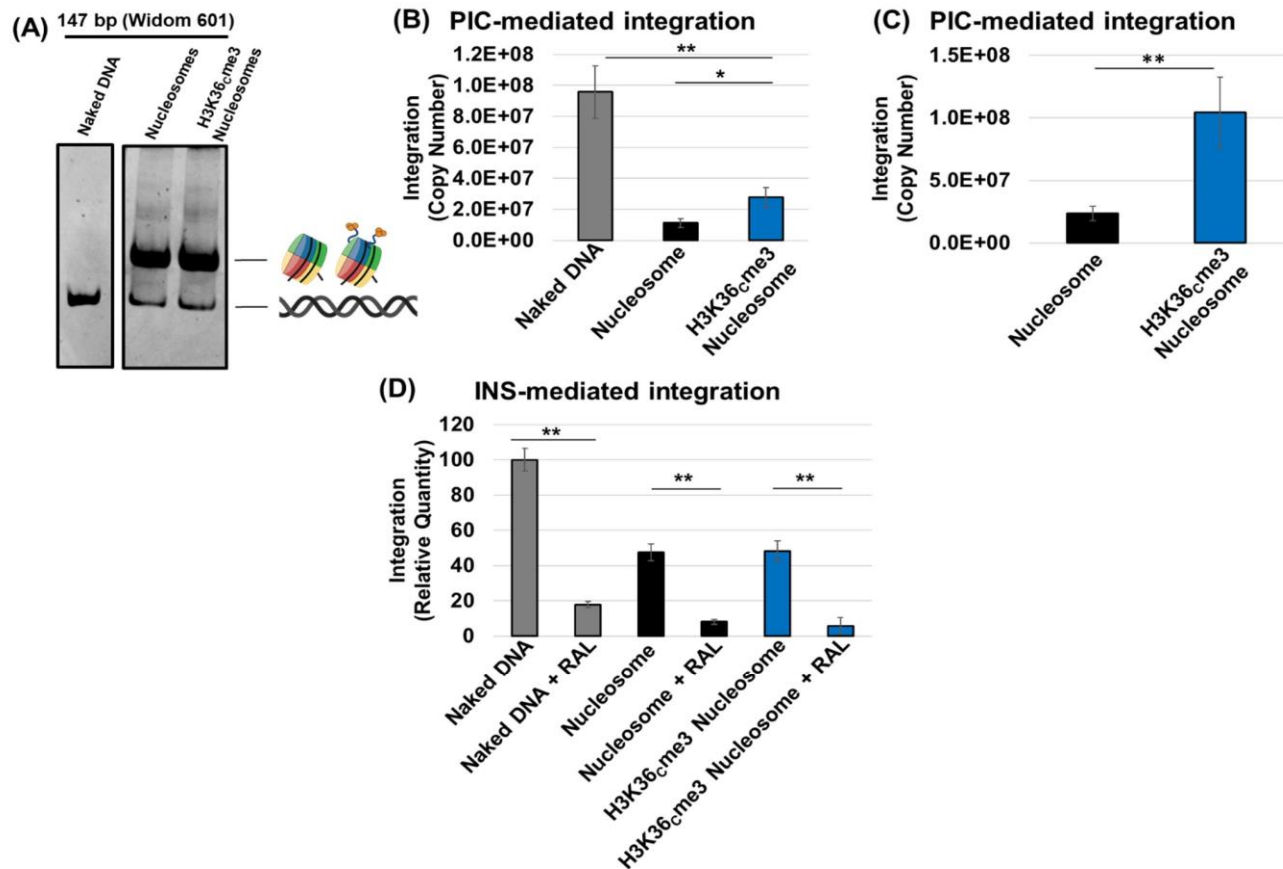 (A)
147 bp (Widom 601)
Naked DNA
Nucleosomes
H3K36Cme3
Nucleosomes
(B)
PIC-mediated integration
Integration
(Copy Number)
1.2E+08
1.0E+08
8.0E+07
6.0E+07
4.0E+07
2.0E+07
0.0E+00
**
*
Naked DNA
Nucleosome
H3K36Cme3
Nucleosome
(C)
PIC-mediated integration
Integration
(Copy Number)
1.5E+08
1.0E+08
5.0E+07
0.0E+00
**
Nucleosome
H3K36Cme3
Nucleosome
(D)
INS-mediated integration
Integration
(Relative Quantity)
120
100
80
60
40
20
0
**
**
**
Naked DNA
Naked DNA + RAL
Nucleosome
Nucleosome + RAL
H3K36Cme3 Nucleosome
H3K36Cme3 Nucleosome + RAL